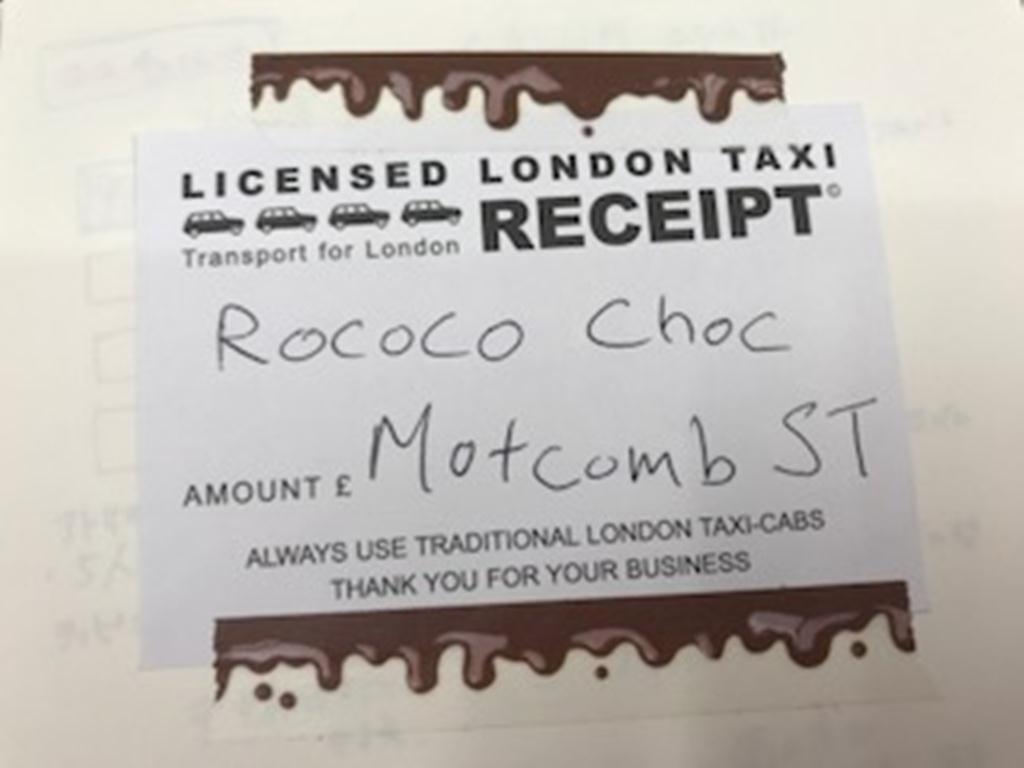 LICENSED LONDON TAXI
Transport for London RECEIPT©
Rococo Choc
AMOUNT £ Motcomb ST
ALWAYS USE TRADITIONAL LONDON TAXI-CABS
THANK YOU FOR YOUR BUSINESS